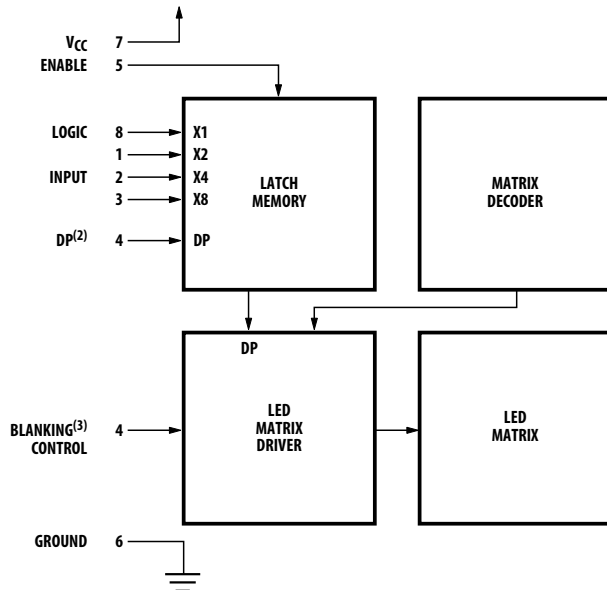 VCC 7
ENABLE 5
LOGIC 8 X1
1 X2
INPUT 2 X4
3 X8
DP(2) 4 DP
LATCH
MEMORY
MATRIX
DECODER
DP
BLANKING(3) 4
CONTROL
LED
MATRIX
DRIVER
LED
MATRIX
GROUND 6